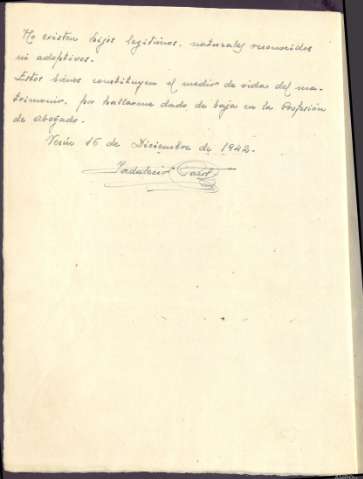 No existen hijos legítimos, naturales reconocidos
ni adoptivos.
Estos bienes constituyen el medio de vida del ma-
trimonio, por hallarme dado de baja en la Profesión
de Abogado.
Verín 15 de Diciembre de 1942.